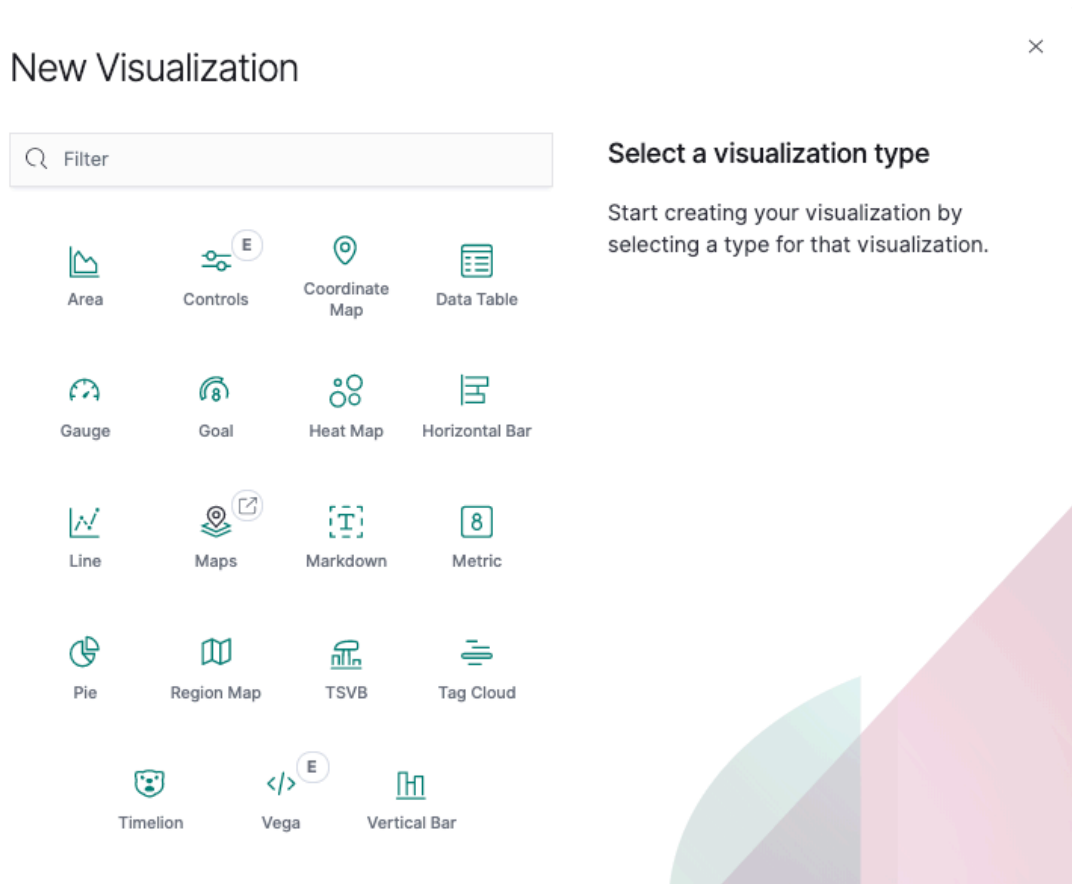 New Visualization
Filter
Select a visualization type
Start creating your visualization by
selecting a type for that visualization.
E
Area
Controls
Coordinate
Map
Data Table
8
Gauge
Goal
Heat Map
Horizontal Bar
T
8
Line
Maps
Markdown
Metric
Pie
Region Map
TSVB
Tag Cloud
</>
E
Timelion
Vega
Vertical Bar